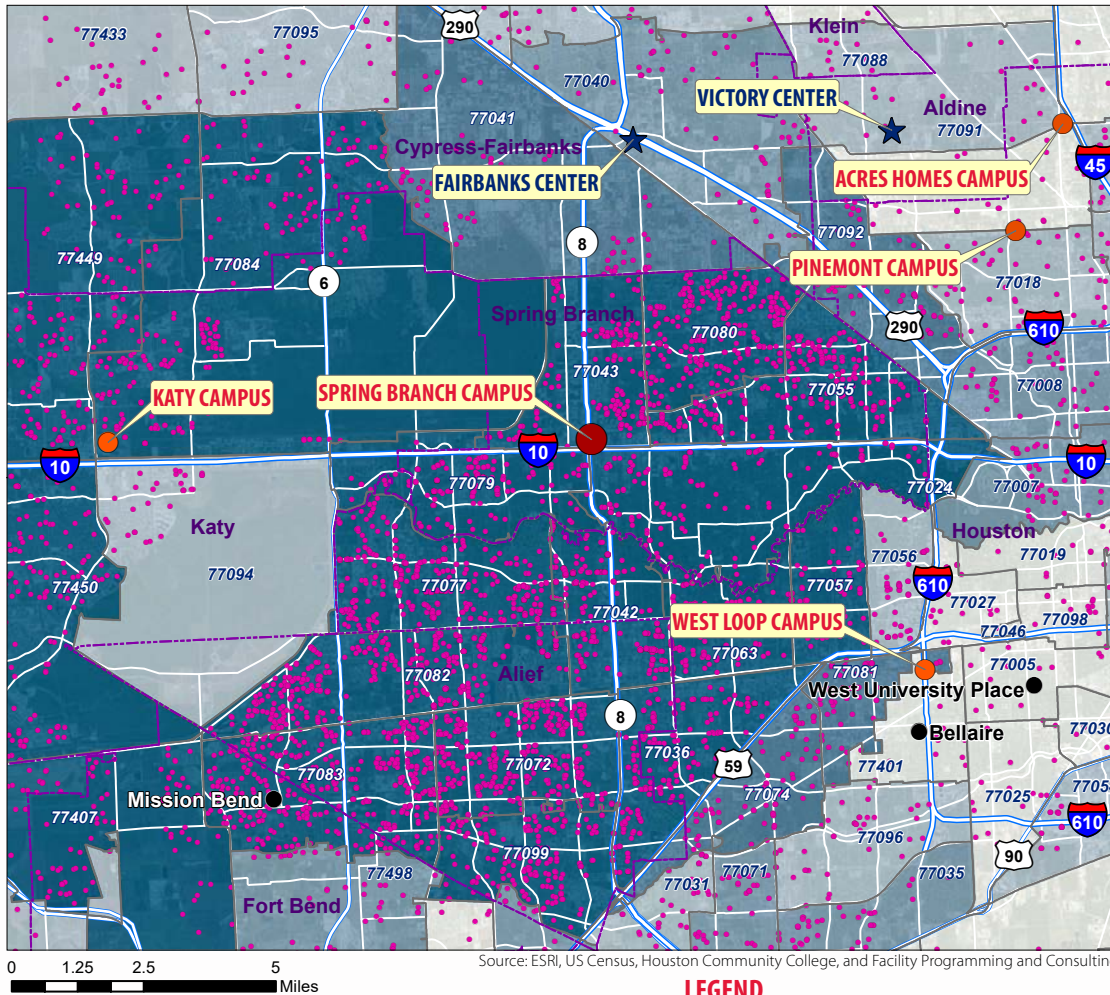 77433
77095
290
Klein
77088
77040
VICTORY CENTER
Aldine
77091
77041
Cypress-Fairbanks
FAIRBANKS CENTER
ACRES HOMES CAMPUS
45
77092
8
PINEMONT CAMPUS
77449
77084
6
77018
Spring Branch
290
610
77080
77043
77055
77008
KATY CAMPUS
SPRING BRANCH CAMPUS
10
10
10
77079
77024
77007
Katy
Houston
77056
77019
77094
77450
77077
77057
610
77027
77042
WEST LOOP CAMPUS
77098
77046
77063
77005
Alief
77082
77081
West University Place
8
Bellaire
77036
59
77401
77083
77072
77074
77025
Mission Bend
77407
610
77096
77099
90
77498
77031
77071
77035
Fort Bend
0 1.25 2.5 5
Miles
Source: ESRI, US Census, Houston Community College, and Facility Programming and
LEGEND